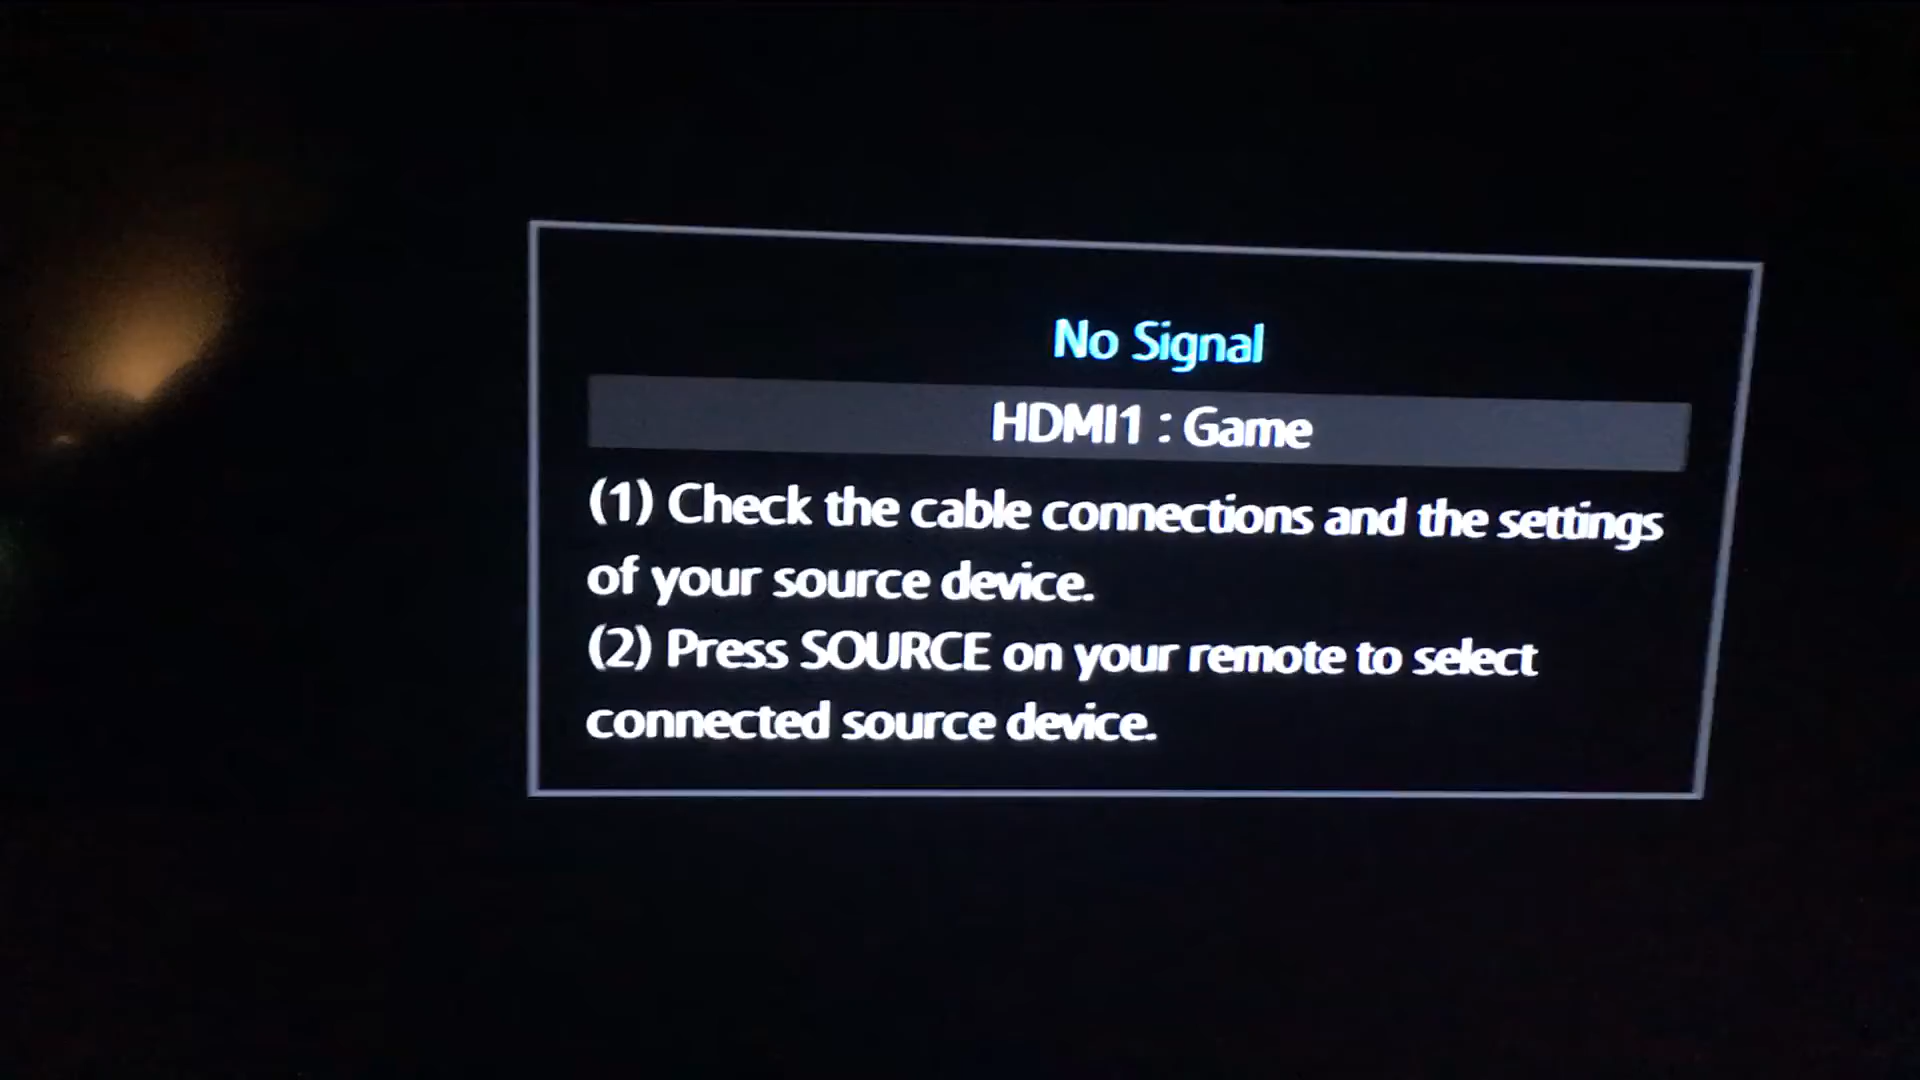 No Signal
HDMI1 : Game
(1) Check the cable connections and the settings
of your source device.
(2) Press SOURCE on your remote to select
connected source device.